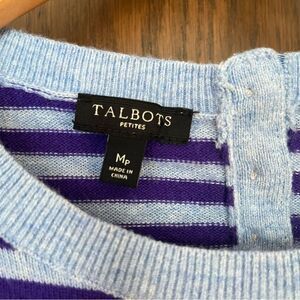 TALBOTS
PETITES
MP
MADE IN
CHINA